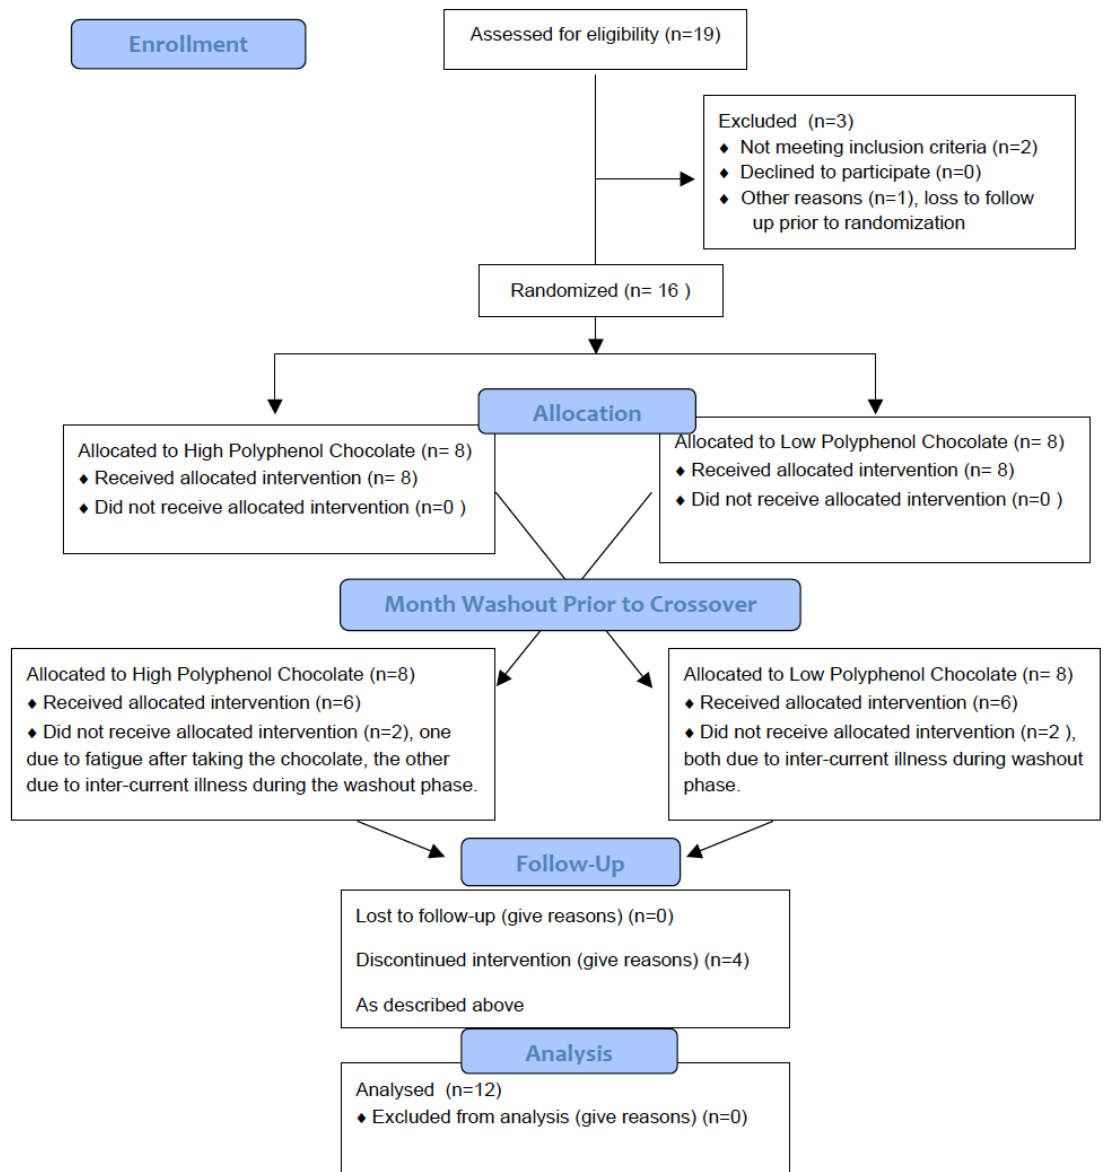 Enrollment
Assessed for eligibility (n=19)
Excluded (n=3)
♦ Not meeting inclusion criteria (n=2)
♦ Declined to participate (n=0)
♦ Other reasons (n=1), loss to follow
up prior to randomization
Randomized (n= 16 )
Allocation
Allocated to High Polyphenol Chocolate (n= 8)
♦ Received allocated intervention (n= 8)
♦ Did not receive allocated intervention (n=0 )
Allocated to Low Polyphenol Chocolate (n= 8)
♦ Received allocated intervention (n= 8)
♦ Did not receive allocated intervention (n=0 )
Month Washout Prior to Crossover
Allocated to High Polyphenol Chocolate (n=8)
♦ Received allocated intervention (n=6)
♦ Did not receive allocated intervention (n=2), one
due to fatigue after taking the chocolate, the other
due to inter-current illness during the washout phase.
Allocated to Low Polyphenol Chocolate (n= 8)
♦ Received allocated intervention (n=6)
♦ Did not receive allocated intervention (n=2 ),
both due to inter-current illness during washout
phase.
Follow-Up
Lost to follow-up (give reasons) (n=0)
Discontinued intervention (give reasons) (n=4)
As described above
Analysis
Analysed (n=12)
♦ Excluded from analysis (give reasons) (n=0)